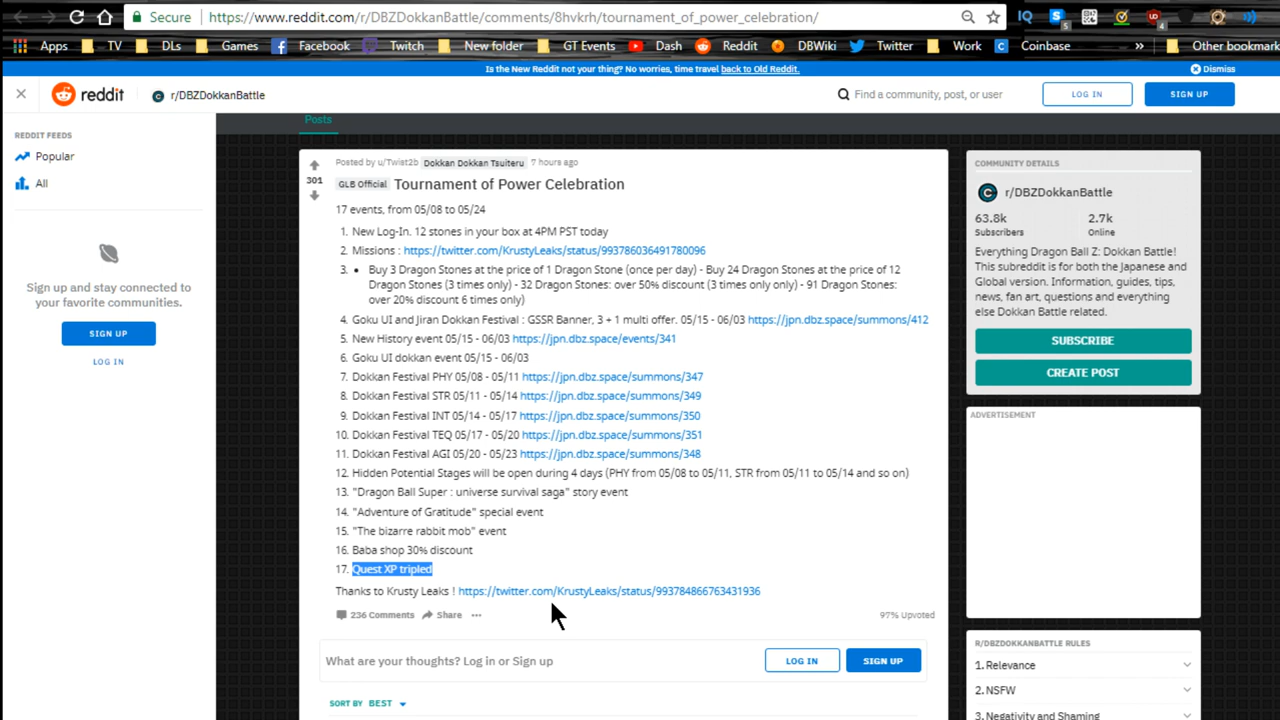 Secure https://www.reddit.com/r/DBZDokkanBattle/comments/8hvkrh/tournament_of_power_celebration/
Apps TV DLs Games Facebook Twitch New folder GT Events Dash Reddit DBWiki Twitter Work Coinbase » Other bookmark
Is the New Reddit not your thing? No worries, time travel back to Old Reddit. Dismiss
reddit r/DBZDokkanBattle Find a community, post, or user LOG IN SIGN UP
REDDIT FEEDS
Popular
All
Sign up and stay connected to
your favorite communities.
SIGN UP
LOG IN
Posts
Posted by u/Twist2b Dokkan Dokkan Tsuiteru 7 hours ago
301
GLB Official Tournament of Power Celebration
17 events, from 05/08 to 05/24
1. New Log-In. 12 stones in your box at 4PM PST today
2. Missions : https://twitter.com/KrustyLeaks/status/993786036491780096
3. • Buy 3 Dragon Stones at the price of 1 Dragon Stone (once per day) - Buy 24 Dragon Stones at the price of 12
Dragon Stones (3 times only) - 32 Dragon Stones: over 50% discount (3 times only only) - 91 Dragon Stones:
over 20% discount 6 times only)
4. Goku UI and Jiran Dokkan Festival : GSSR Banner, 3 + 1 multi offer. 05/15 - 06/03 https://jpn.dbz.space/summons/412
5. New History event 05/15 - 06/03 https://jpn.dbz.space/events/341
6. Goku UI dokkan event 05/15 - 06/03
7. Dokkan Festival PHY 05/08 - 05/11 https://jpn.dbz.space/summons/347
8. Dokkan Festival STR 05/11 - 05/14 https://jpn.dbz.space/summons/349
9. Dokkan Festival INT 05/14 - 05/17 https://jpn.dbz.space/summons/350
10. Dokkan Festival TEQ 05/17 - 05/20 https://jpn.dbz.space/summons/351
11. Dokkan Festival AGI 05/20 - 05/23 https://jpn.dbz.space/summons/348
12. Hidden Potential Stages will be open during 4 days (PHY from 05/08 to 05/11, STR from 05/11 to 05/14 and so on)
13. "Dragon Ball Super : universe survival saga" story event
14. "Adventure of Gratitude" special event
15. "The bizarre rabbit mob" event
16. Baba shop 30% discount
17. Quest XP tripled
Thanks to Krusty Leaks ! https://twitter.com/KrustyLeaks/status/993784866763431936
236 Comments Share ••• 97% Upvoted
What are your thoughts? Log in or Sign up LOG IN SIGN UP
SORT BY BEST
COMMUNITY DETAILS
r/DBZDokkanBattle
63.8k 2.7k
Subscribers Online
Everything Dragon Ball Z: Dokkan Battle!
This subreddit is for both the Japanese and
Global version. Information, guides, tips,
news, fan art, questions and everything
else Dokkan Battle related.
SUBSCRIBE
CREATE POST
ADVERTISEMENT
R/DBZDOKKANBATTLE RULES
1. Relevance
2. NSFW
3. Negativity and Shaming